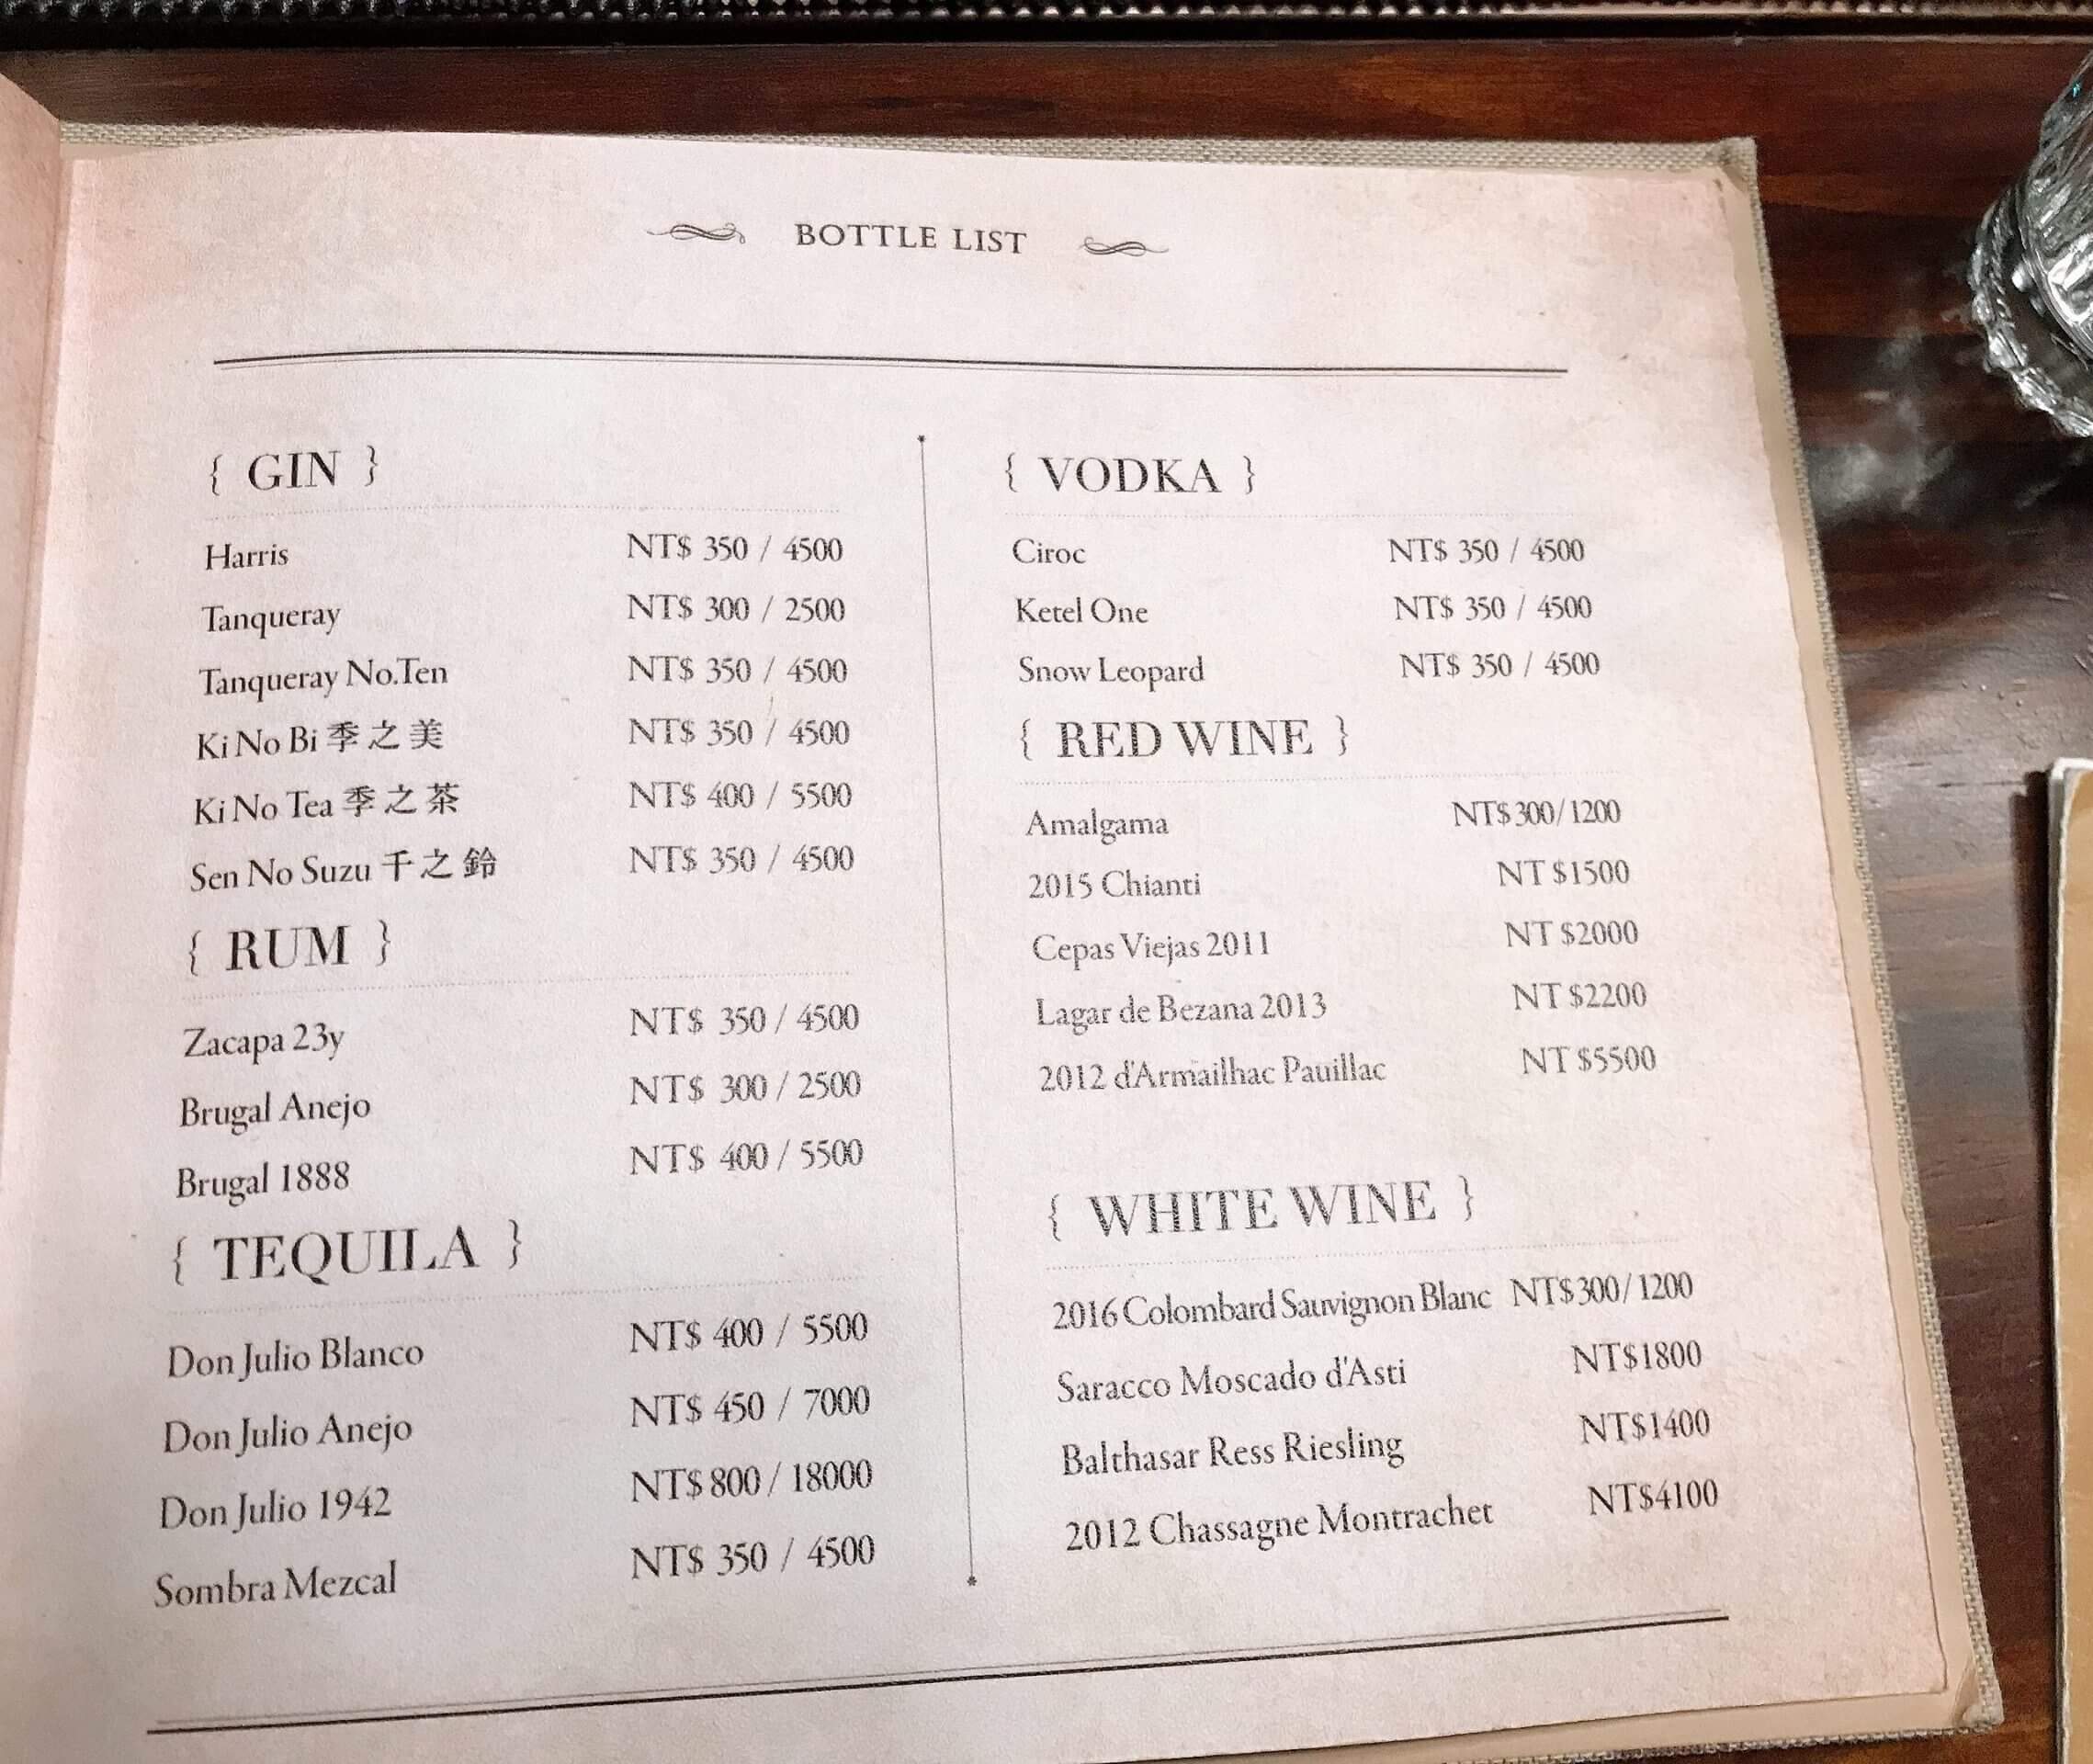 BOTTLE LIST
{ GIN }
Harris NT$ 350 / 4500
Tanqueray NT$ 300 / 2500
Tanqueray No.Ten NT$ 350 / 4500
Ki No Bi 季之美 NT$ 350 / 4500
Ki No Tea 季之茶 NT$ 400 / 5500
Sen No Suzu 千之鈴 NT$ 350 / 4500
{ RUM }
Zacapa 23y NT$ 350 / 4500
Brugal Anejo NT$ 300 / 2500
Brugal 1888 NT$ 400 / 5500
{ TEQUILA }
Don Julio Blanco NT$ 400 / 5500
Don Julio Anejo NT$ 450 / 7000
Don Julio 1942 NT$ 800 / 18000
Sombra Mezcal NT$ 350 / 4500
{ VODKA }
Ciroc NT$ 350 / 4500
Ketel One NT$ 350 / 4500
Snow Leopard NT$ 350 / 4500
{ RED WINE }
Amalgama NT$300/1200
2015 Chianti NT $1500
Cepas Viejas 2011 NT $2000
Lagar de Bezana 2013 NT $2200
2012 d'Armailhac Pauillac NT $5500
{ WHITE WINE }
2016 Colombard Sauvignon Blanc NT$300/1200
Saracco Moscado d'Asti NT$1800
Balthasar Ress Riesling NT$1400
2012 Chassagne Montrachet NT$4100